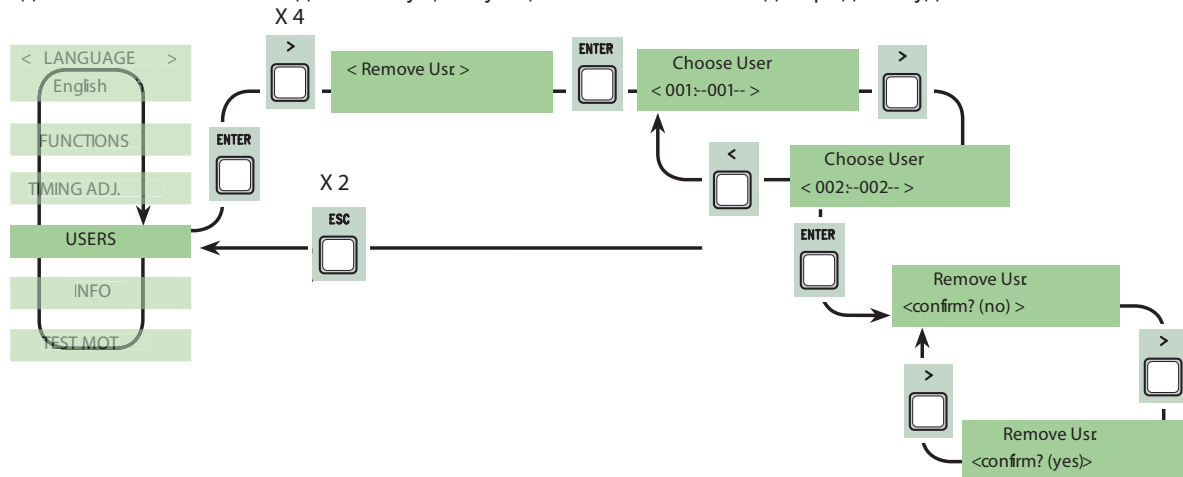 X 4
< LANGUAGE >
English
FUNCTIONS
TIMING ADJ.
USERS
INFO
TEST MOT
ENTER
>
< Remove Usr. >
ENTER
Choose User
< 001:--001-- >
>
<
Choose User
< 002:--002-- >
X 2
ESC
ENTER
Remove Usr.
<confirm? (no) >
>
>
Remove Usr.
<confirm? (yes)>